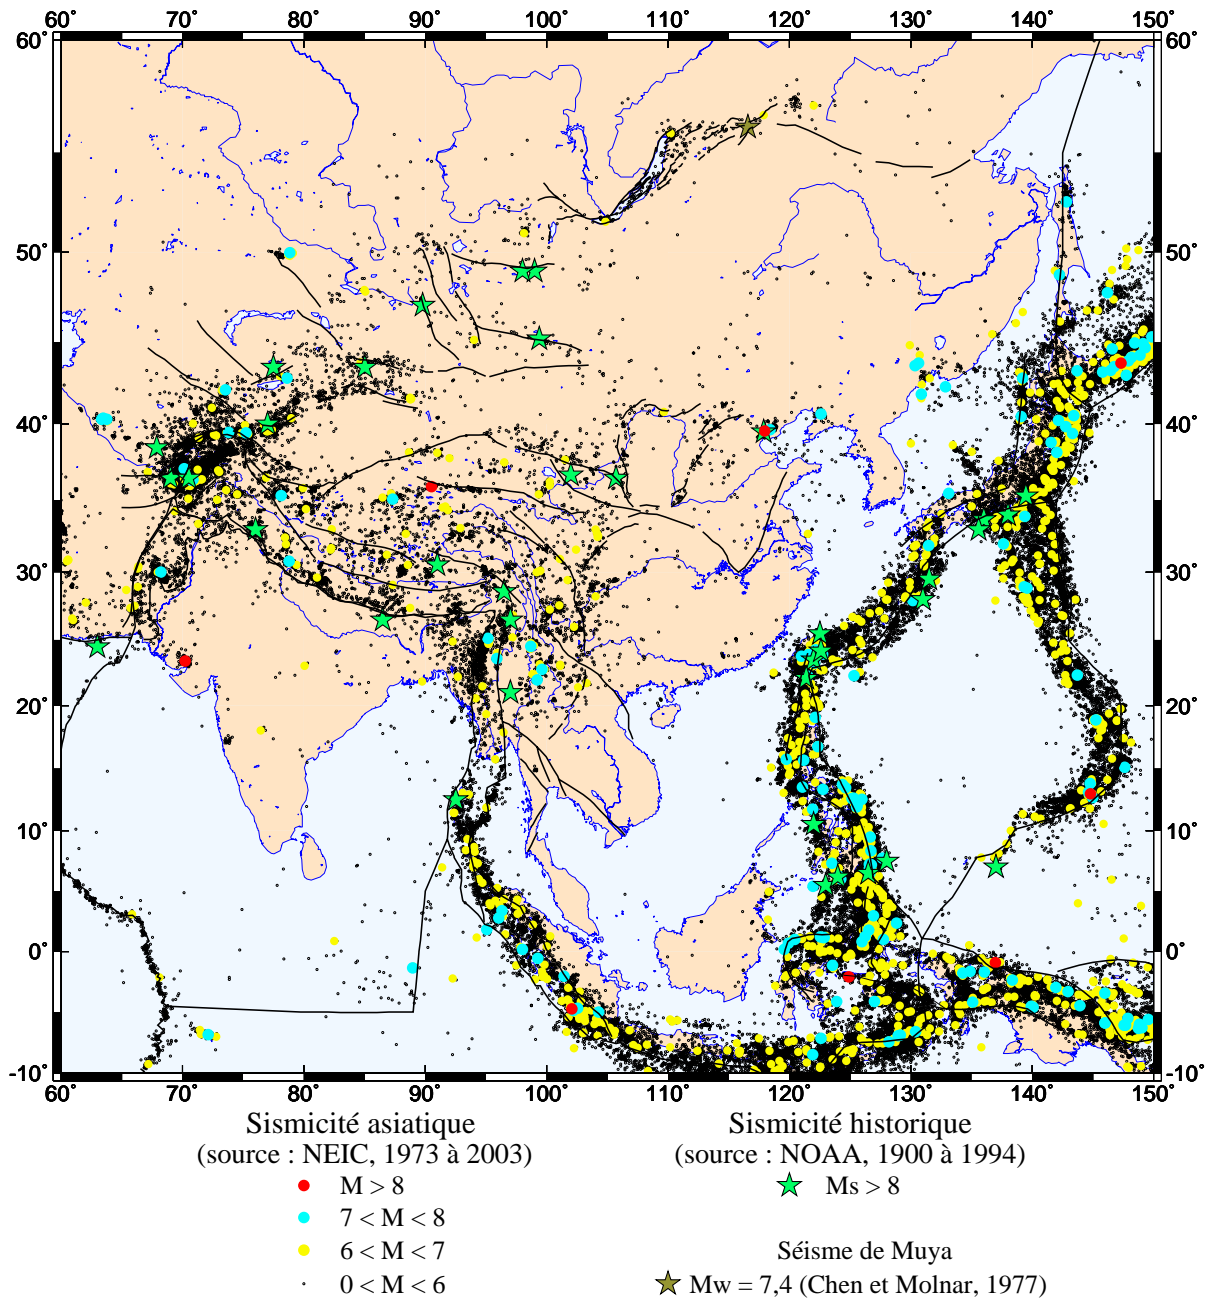 60˚ 70˚ 80˚ 90˚ 100˚ 110˚ 120˚ 130˚ 140˚ 150˚
60˚ 60˚
50˚ 50˚
40˚ 40˚
30˚ 30˚
20˚ 20˚
10˚ 10˚
0˚ 0˚
-10˚ -10˚
60˚ 70˚ 80˚ 90˚ 100˚ 110˚ 120˚ 130˚ 140˚ 150˚
Sismicité asiatique
(source : NEIC, 1973 à 2003)
M > 8
7 < M < 8
6 < M < 7
0 < M < 6
Sismicité historique
(source : NOAA, 1900 à 1994)
Ms > 8
Séisme de Muya
Mw = 7,4 (Chen et Molnar, 1977)